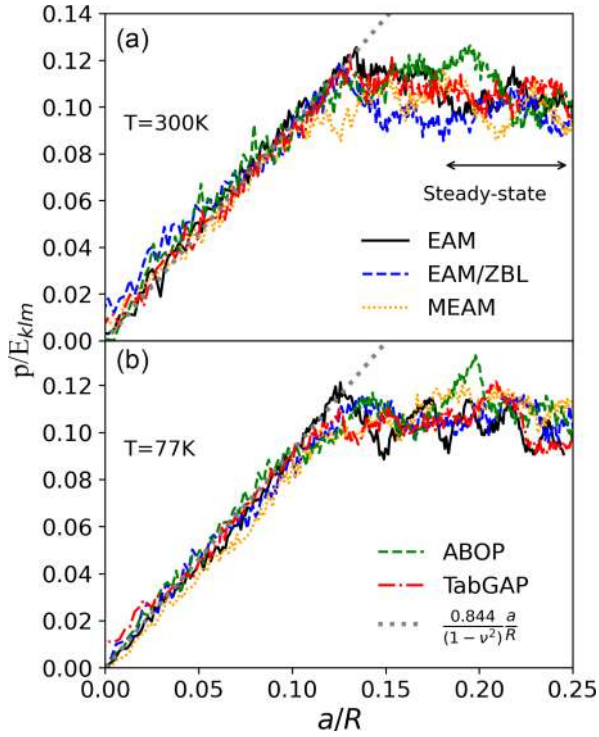 0.14
(a)
0.12
0.10
T=300K
0.08
0.06
Steady-state
0.04
EAM
0.02
EAM/ZBL
MEAM
0.00
p/E_{klm}
(b)
0.12
0.10
T=77K
0.08
0.06
ABOP
0.04
TabGAP
0.02
\frac{0.844}{(1-ν^2)}\frac{a}{R}
0.00
0.00 0.05 0.10 0.15 0.20 0.25
a/R